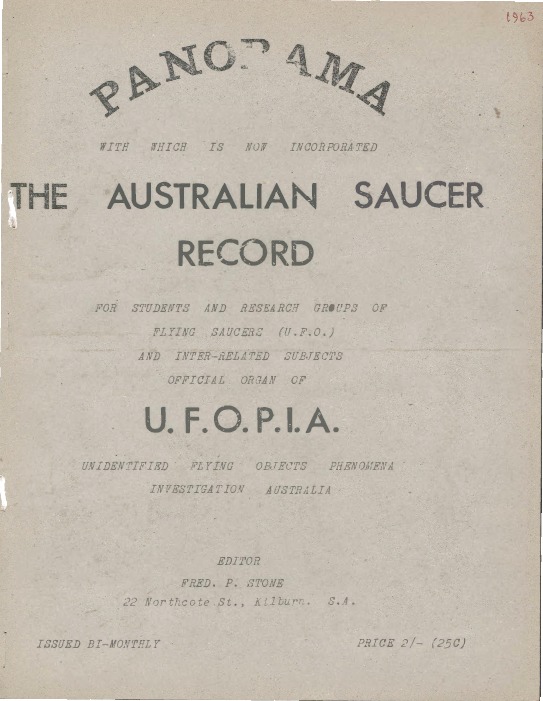 1963
PANORAMA
WITH WHICH IS NOW INCORPORATED
THE AUSTRALIAN SAUCER
RECORD
FOR STUDENTS AND RESEARCH GROUPS OF
FLYING SAUCERS (U.F.O.)
AND INTER-RELATED SUBJECTS
OFFICIAL ORGAN OF
U.F.O.P.I.A.
UNIDENTIFIED FLYING OBJECTS PHENOMENA
INVESTIGATION AUSTRALIA
EDITOR
FRED. P. STONE
22 Northcote St., Kilburn. S.A.
ISSUED BI-MONTHLY PRICE 2/- (25C)